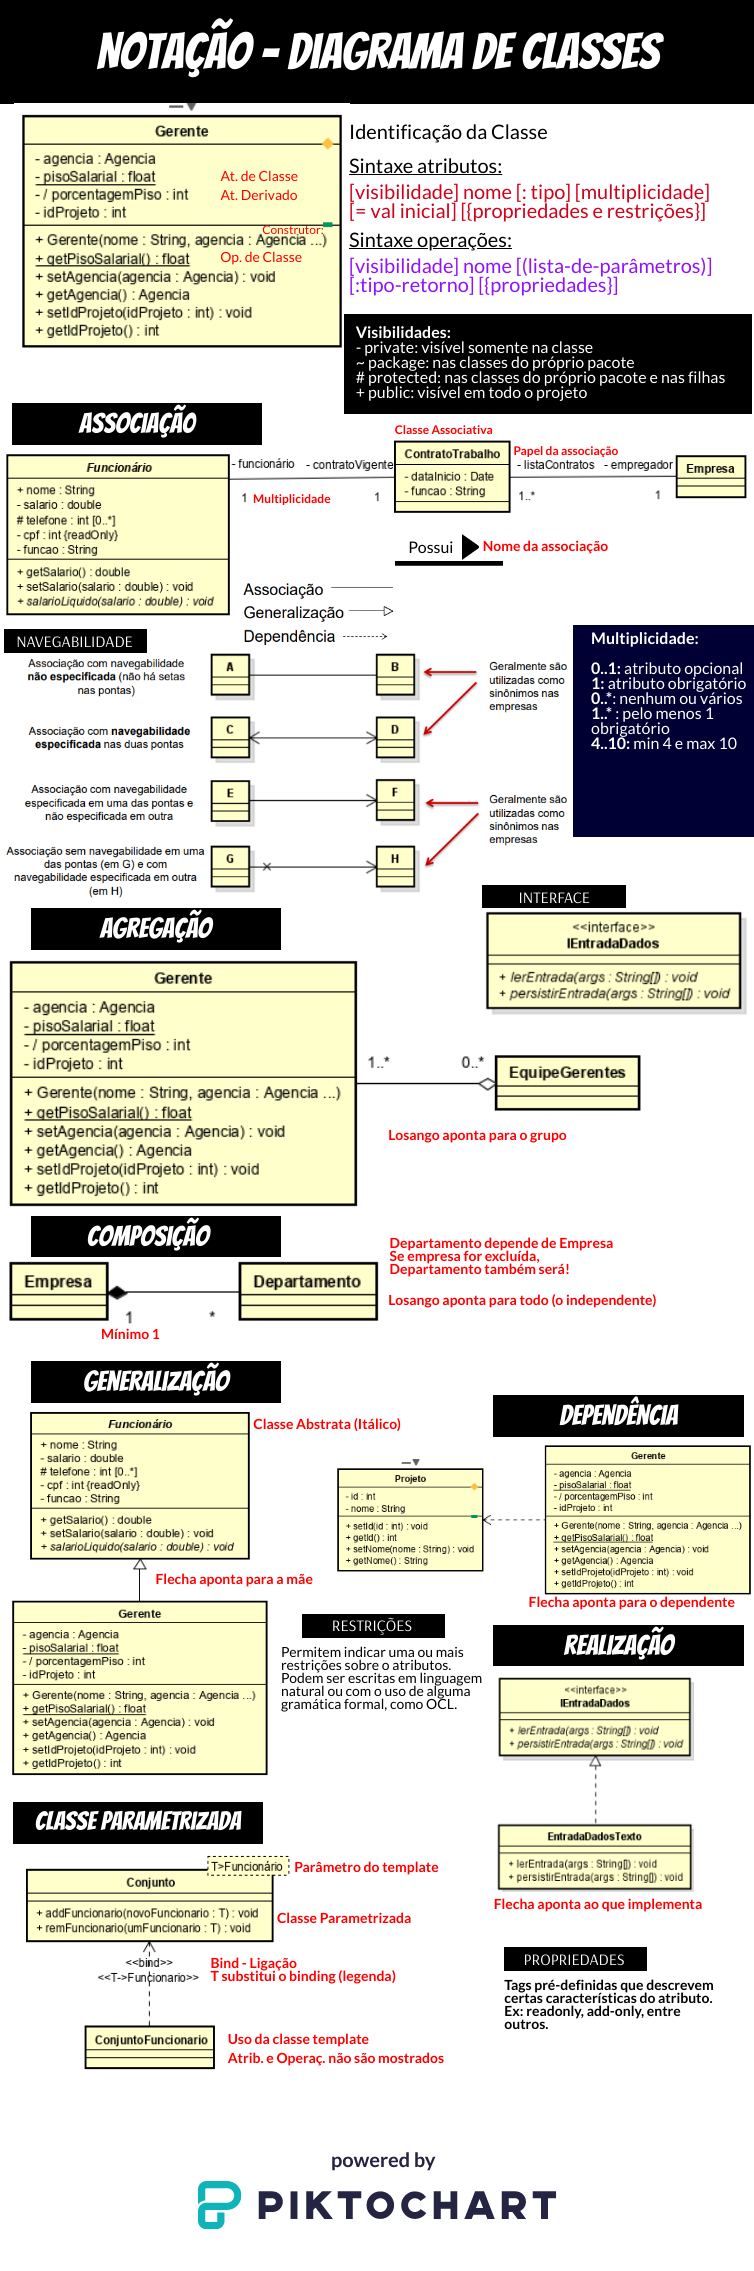 NOTAÇÃO - DIAGRAMA DE CLASSES
Gerente
- agencia : Agencia
- pisoSalarial : float
At. de Classe
- / porcentagemPiso : int
At. Derivado
- idProjeto : int
Construtor:
+ Gerente(nome : String, agencia : Agencia ...)
+ getPisoSalarial() : float
Op. de Classe
+ setAgencia(agencia : Agencia) : void
+ getAgencia() : Agencia
+ setIdProjeto(idProjeto : int) : void
+ getIdProjeto() : int
Identificação da Classe
Sintaxe atributos:
[visibilidade] nome [: tipo] [multiplicidade]
[= val inicial] [{propriedades e restrições}]
Sintaxe operações:
[visibilidade] nome [(lista-de-parâmetros)]
[:tipo-retorno] [{propriedades}]
Visibilidades:
- private: visível somente na classe
~ package: nas classes do próprio pacote
# protected: nas classes do próprio pacote e nas filhas
+ public: visível em todo o projeto
ASSOCIAÇÃO
Funcionário
+ nome : String
- salario : double
# telefone : int [0..*]
- cpf : int {readOnly}
- funcao : String
+ getSalario() : double
+ setSalario(salario : double) : void
+ salarioLiquido(salario : double) : void
- funcionário
- contratoVigente
1
Multiplicidade
1
Classe Associativa
ContratoTrabalho
- dataInicio : Date
- funcao : String
Papel da associação
- listaContratos
- empregador
1..*
1
Empresa
Possui
Nome da associação
Associação
Generalização
Dependência
NAVEGABILIDADE
Associação com navegabilidade
não especificada (não há setas
nas pontas)
A
B
Geralmente são
utilizadas como
sinônimos nas
empresas
Associação com navegabilidade
especificada nas duas pontas
C
D
Associação com navegabilidade
especificada em uma das pontas e
não especificada em outra
E
F
Geralmente são
utilizadas como
sinônimos nas
empresas
Associação sem navegabilidade em uma
das pontas (em G) e com
navegabilidade especificada em outra
(em H)
G
H
Multiplicidade:
0..1: atributo opcional
1: atributo obrigatório
0..*: nenhum ou vários
1..* : pelo menos 1
obrigatório
4..10: min 4 e max 10
INTERFACE
<<interface>>
IEntradaDados
+ lerEntrada(args : String[]) : void
+ persistirEntrada(args : String[]) : void
AGREGAÇÃO
Gerente
- agencia : Agencia
- pisoSalarial : float
- / porcentagemPiso : int
- idProjeto : int
+ Gerente(nome : String, agencia : Agencia ...)
+ getPisoSalarial() : float
+ setAgencia(agencia : Agencia) : void
+ getAgencia() : Agencia
+ setIdProjeto(idProjeto : int) : void
+ getIdProjeto() : int
1..*
0..*
EquipeGerentes
Losango aponta para o grupo
COMPOSIÇÃO
Empresa
Departamento
1
*
Mínimo 1
Departamento depende de Empresa
Se empresa for excluída,
Departamento também será!
Losango aponta para todo (o independente)
GENERALIZAÇÃO
Funcionário
+ nome : String
- salario : double
# telefone : int [0..*]
- cpf : int {readOnly}
- funcao : String
+ getSalario() : double
+ setSalario(salario : double) : void
+ salarioLiquido(salario : double) : void
Classe Abstrata (Itálico)
Flecha aponta para a mãe
Gerente
- agencia : Agencia
- pisoSalarial : float
- / porcentagemPiso : int
- idProjeto : int
+ Gerente(nome : String, agencia : Agencia ...)
+ getPisoSalarial() : float
+ setAgencia(agencia : Agencia) : void
+ getAgencia() : Agencia
+ setIdProjeto(idProjeto : int) : void
+ getIdProjeto() : int
DEPENDÊNCIA
Projeto
- id : int
- nome : String
+ setId(id : int) : void
+ getId() : int
+ setNome(nome : String) : void
+ getNome() : String
Gerente
- agencia : Agencia
- pisoSalarial : float
- / porcentagemPiso : int
- idProjeto : int
+ Gerente(nome : String, agencia : Agencia ...)
+ getPisoSalarial() : float
+ setAgencia(agencia : Agencia) : void
+ getAgencia() : Agencia
+ setIdProjeto(idProjeto : int) : void
+ getIdProjeto() : int
Flecha aponta para o dependente
RESTRIÇÕES
Permitem indicar uma ou mais
restrições sobre o atributos.
Podem ser escritas em linguagem
natural ou com o uso de alguma
gramática formal, como OCL.
REALIZAÇÃO
<<interface>>
IEntradaDados
+ lerEntrada(args : String[]) : void
+ persistirEntrada(args : String[]) : void
EntradaDadosTexto
+ lerEntrada(args : String[]) : void
+ persistirEntrada(args : String[]) : void
Flecha aponta ao que implementa
CLASSE PARAMETRIZADA
T>Funcionário
Parâmetro do template
Conjunto
+ addFuncionario(novoFuncionario : T) : void
+ remFuncionario(umFuncionario : T) : void
Classe Parametrizada
<<bind>>
<<T->Funcionario>>
Bind - Ligação
T substitui o binding (legenda)
ConjuntoFuncionario
Uso da classe template
Atrib. e Operaç. não são mostrados
PROPRIEDADES
Tags pré-definidas que descrevem
certas características do atributo.
Ex: readonly, add-only, entre
outros.
powered by
PIKTOCHART